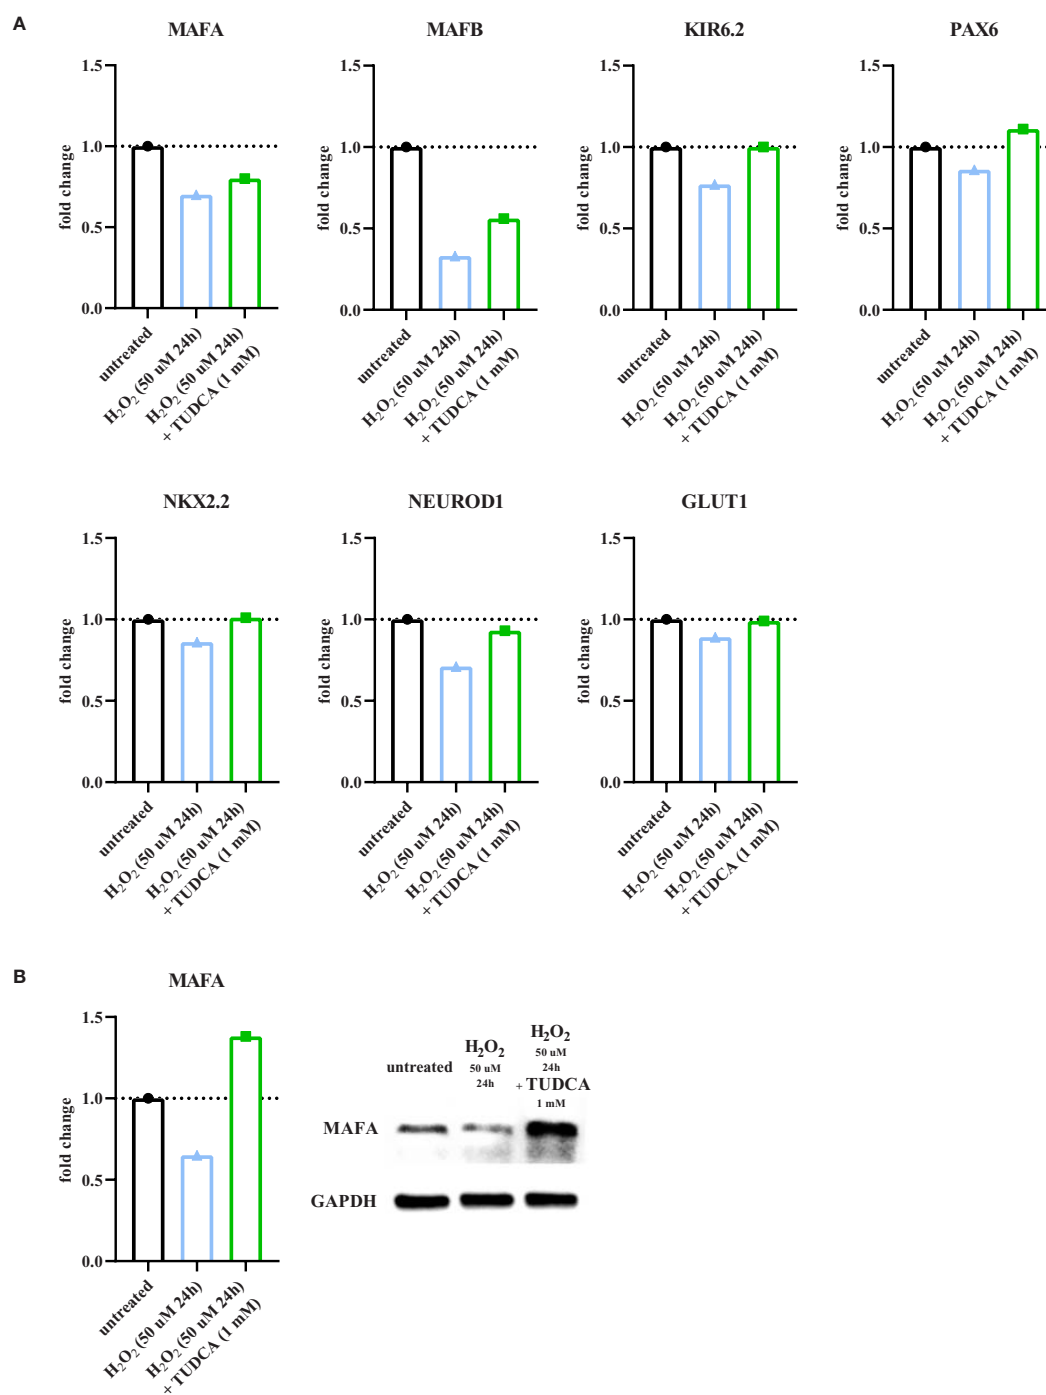 A
MAFA
MAFB
KIR6.2
PAX6
fold change
1.5
1.0
0.5
0.0
untreated
H₂O₂ (50 uM 24h)
H₂O₂ (50 uM 24h)
+ TUDCA (1 mM)
fold change
1.5
1.0
0.5
0.0
untreated
H₂O₂ (50 uM 24h)
H₂O₂ (50 uM 24h)
+ TUDCA (1 mM)
fold change
1.5
1.0
0.5
0.0
untreated
H₂O₂ (50 uM 24h)
H₂O₂ (50 uM 24h)
+ TUDCA (1 mM)
fold change
1.5
1.0
0.5
0.0
untreated
H₂O₂ (50 uM 24h)
H₂O₂ (50 uM 24h)
+ TUDCA (1 mM)
NKX2.2
NEUROD1
GLUT1
fold change
1.5
1.0
0.5
0.0
untreated
H₂O₂ (50 uM 24h)
H₂O₂ (50 uM 24h)
+ TUDCA (1 mM)
fold change
1.5
1.0
0.5
0.0
untreated
H₂O₂ (50 uM 24h)
H₂O₂ (50 uM 24h)
+ TUDCA (1 mM)
fold change
1.5
1.0
0.5
0.0
untreated
H₂O₂ (50 uM 24h)
H₂O₂ (50 uM 24h)
+ TUDCA (1 mM)
B
MAFA
fold change
1.5
1.0
0.5
0.0
untreated
H₂O₂ (50 uM 24h)
H₂O₂ (50 uM 24h)
+ TUDCA (1 mM)
untreated
H₂O₂
50 uM
24h
H₂O₂
50 uM
24h
+ TUDCA
1 mM
MAFA
GAPDH